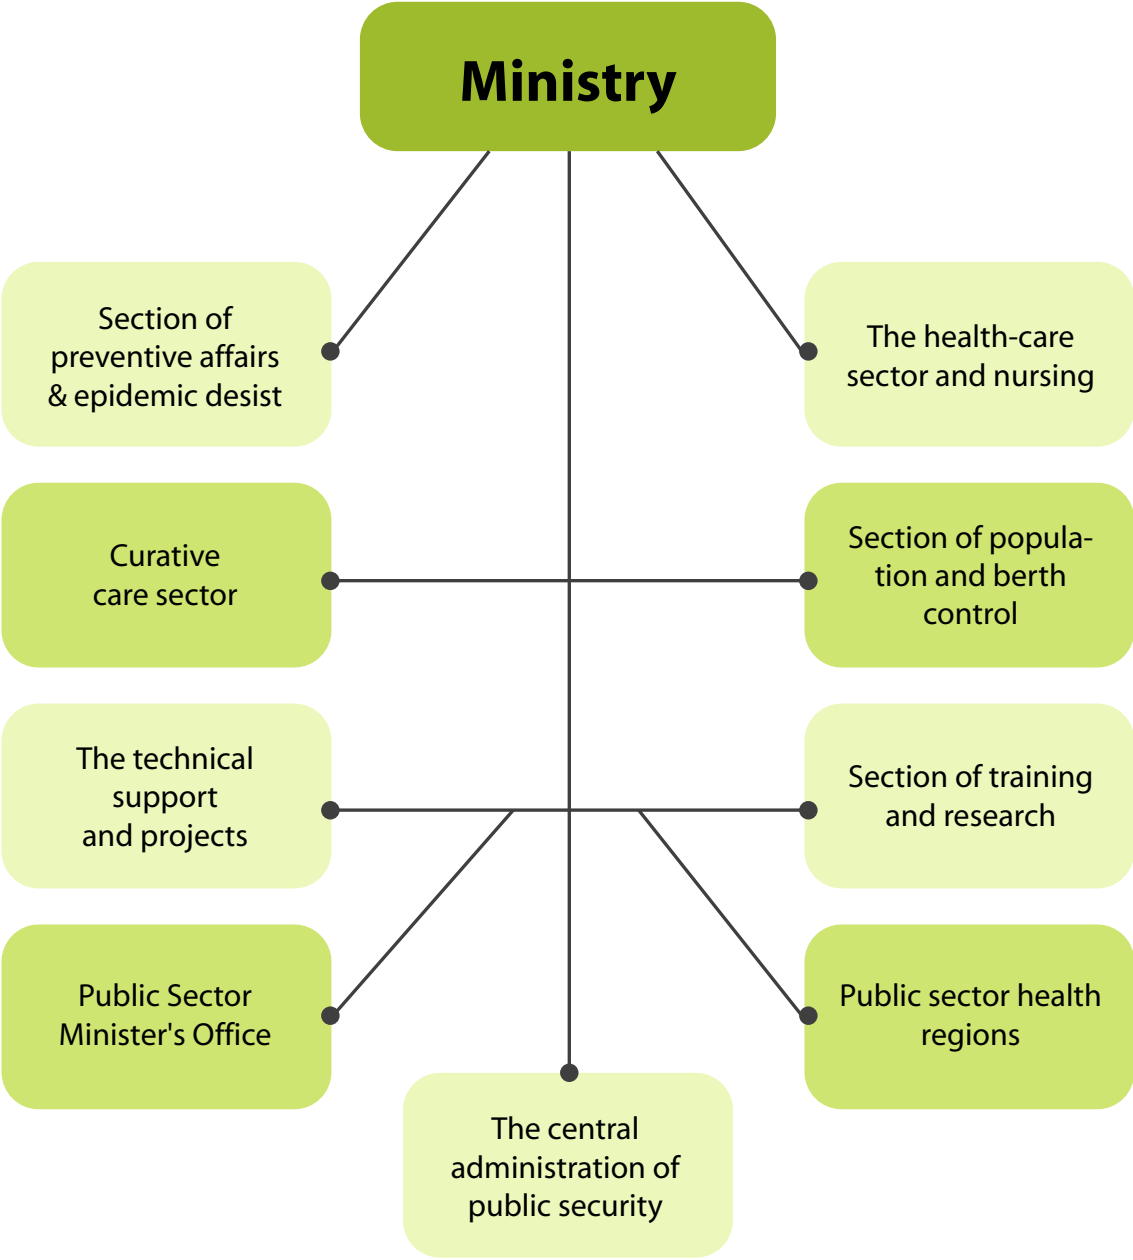 Ministry
Section of
preventive affairs
& epidemic desist
The health-care
sector and nursing
Curative
care sector
Section of popula-
tion and berth
control
The technical
support
and projects
Section of training
and research
Public Sector
Minister's Office
Public sector health
regions
The central
administration of
public security